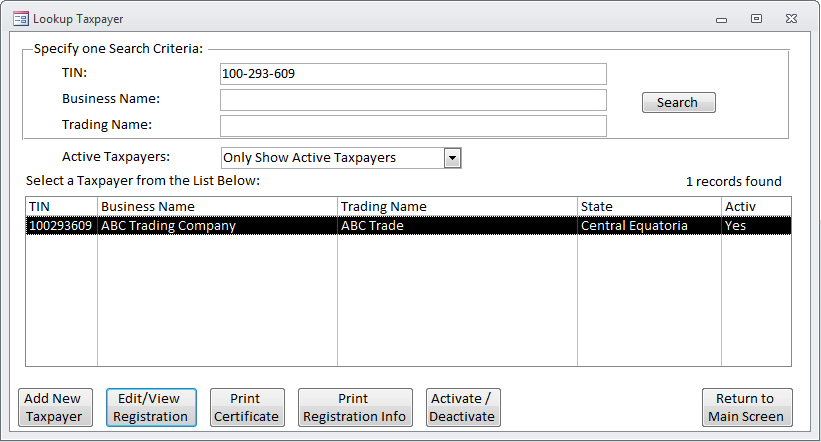 Lookup Taxpayer
Specify one Search Criteria:
TIN: 100-293-609
Business Name:
Search
Trading Name:
Active Taxpayers: Only Show Active Taxpayers
Select a Taxpayer from the List Below: 1 records found
TIN Business Name Trading Name State Activ
100293609 ABC Trading Company ABC Trade Central Equatoria Yes
Add New Edit/View Print Print Activate / Return to
Taxpayer Registration Certificate Registration Info Deactivate Main Screen